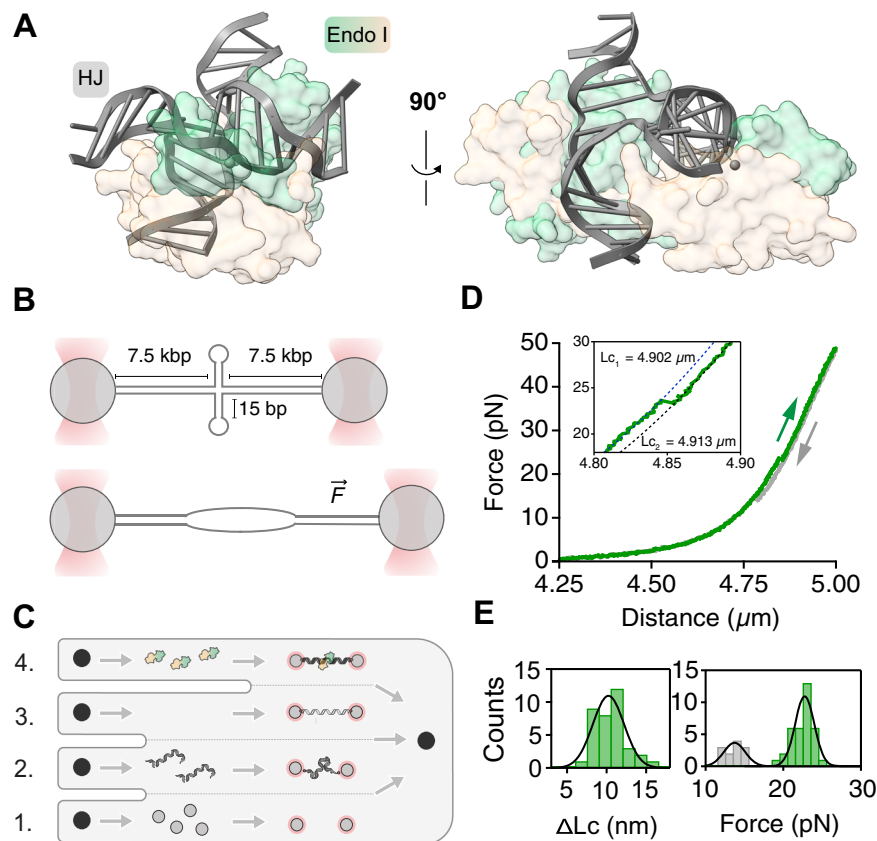 A
HJ
Endo I
90°
B
7.5 kbp
7.5 kbp
15 bp
F
C
4.
3.
2.
1.
D
Force (pN)
50
40
30
20
10
0
4.25
4.50
4.75
5.00
Distance (µm)
30
25
20
4.80
4.85
4.90
Lc1 = 4.902 µm
Lc2 = 4.913 µm
E
Counts
15
10
5
0
5
10
15
ΔLc (nm)
15
10
5
0
10
20
30
Force (pN)